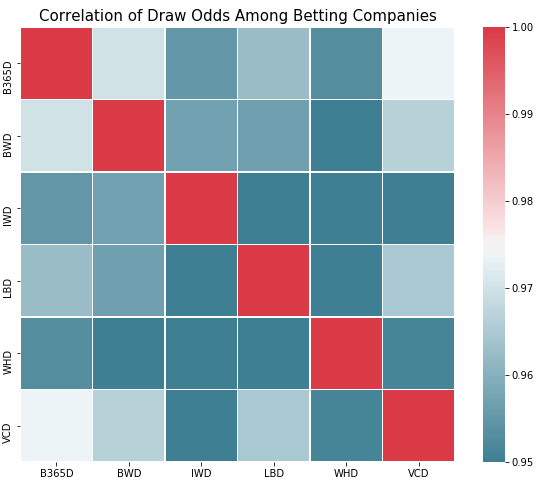 Correlation of Draw Odds Among Betting Companies
B365D
BWD
IWD
LBD
WHD
VCD
B365D
BWD
IWD
LBD
WHD
VCD
1.00
0.99
0.98
0.97
0.96
0.95